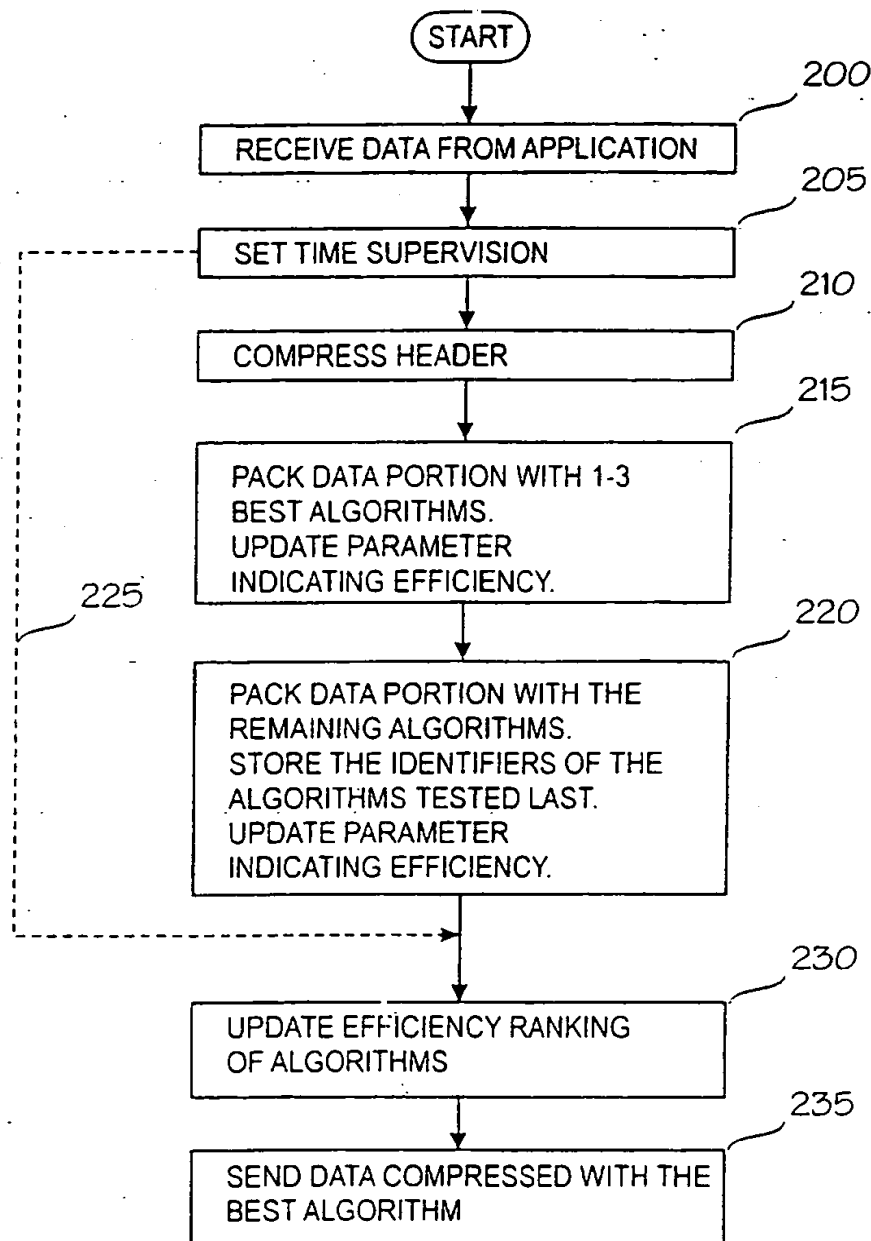 START
200
RECEIVE DATA FROM APPLICATION
205
SET TIME SUPERVISION
210
COMPRESS HEADER
215
PACK DATA PORTION WITH 1-3
BEST ALGORITHMS.
UPDATE PARAMETER
INDICATING EFFICIENCY.
225
220
PACK DATA PORTION WITH THE
REMAINING ALGORITHMS.
STORE THE IDENTIFIERS OF THE
ALGORITHMS TESTED LAST.
UPDATE PARAMETER
INDICATING EFFICIENCY.
230
UPDATE EFFICIENCY RANKING
OF ALGORITHMS
235
SEND DATA COMPRESSED WITH THE
BEST ALGORITHM